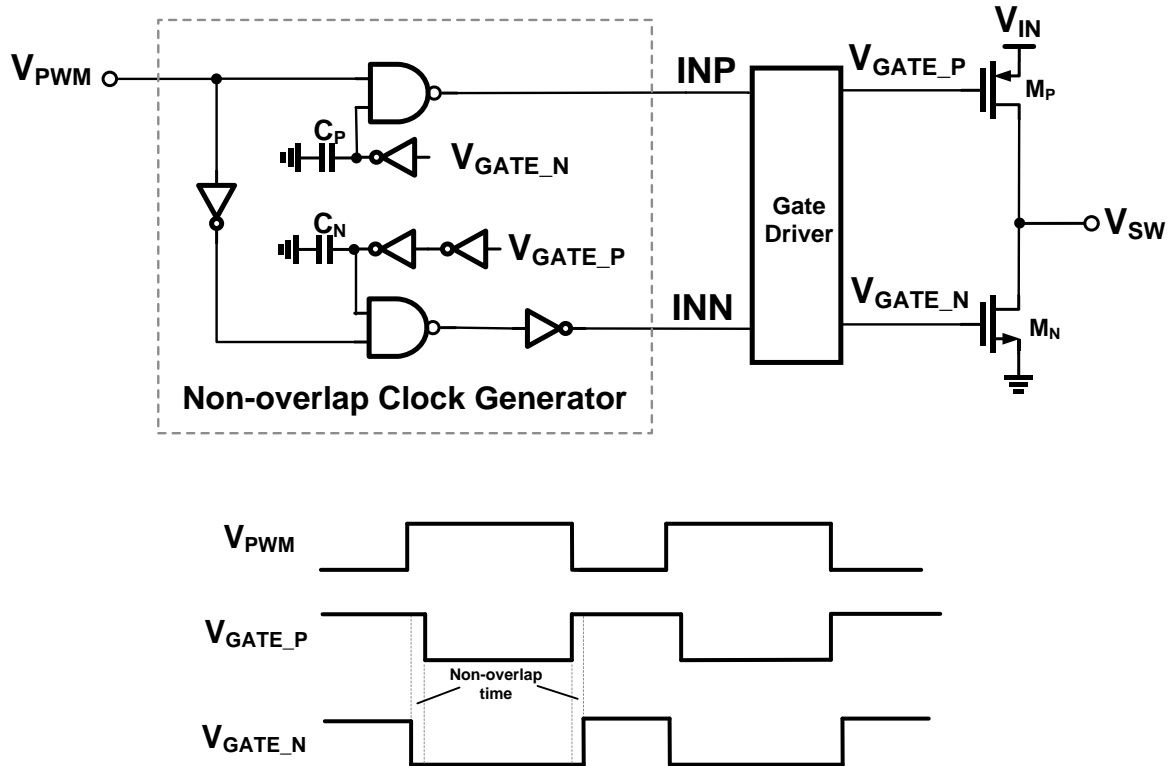 V_IN
V_PWM
INP
V_GATE_P
M_P
C_P
V_GATE_N
Gate
Driver
V_SW
C_N
V_GATE_P
INN
V_GATE_N
M_N
Non-overlap Clock Generator
V_PWM
V_GATE_P
Non-overlap
time
V_GATE_N